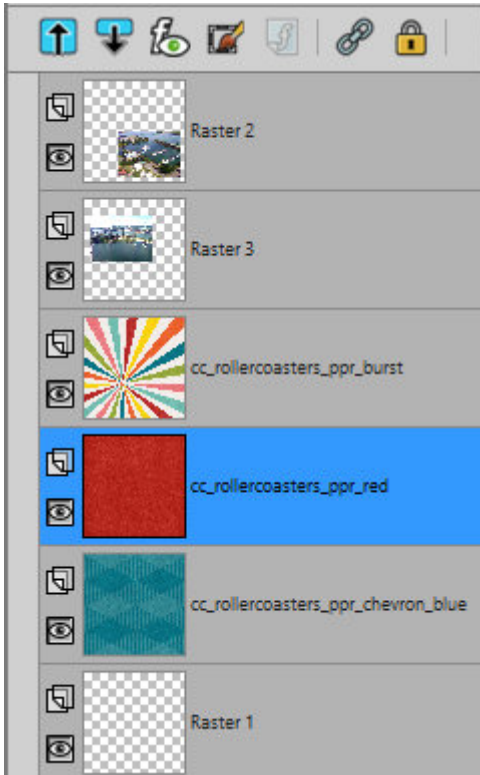 Raster 2
Raster 3
cc_rollercoasters_ppr_burst
cc_rollercoasters_ppr_red
cc_rollercoasters_ppr_chevron_blue
Raster 1